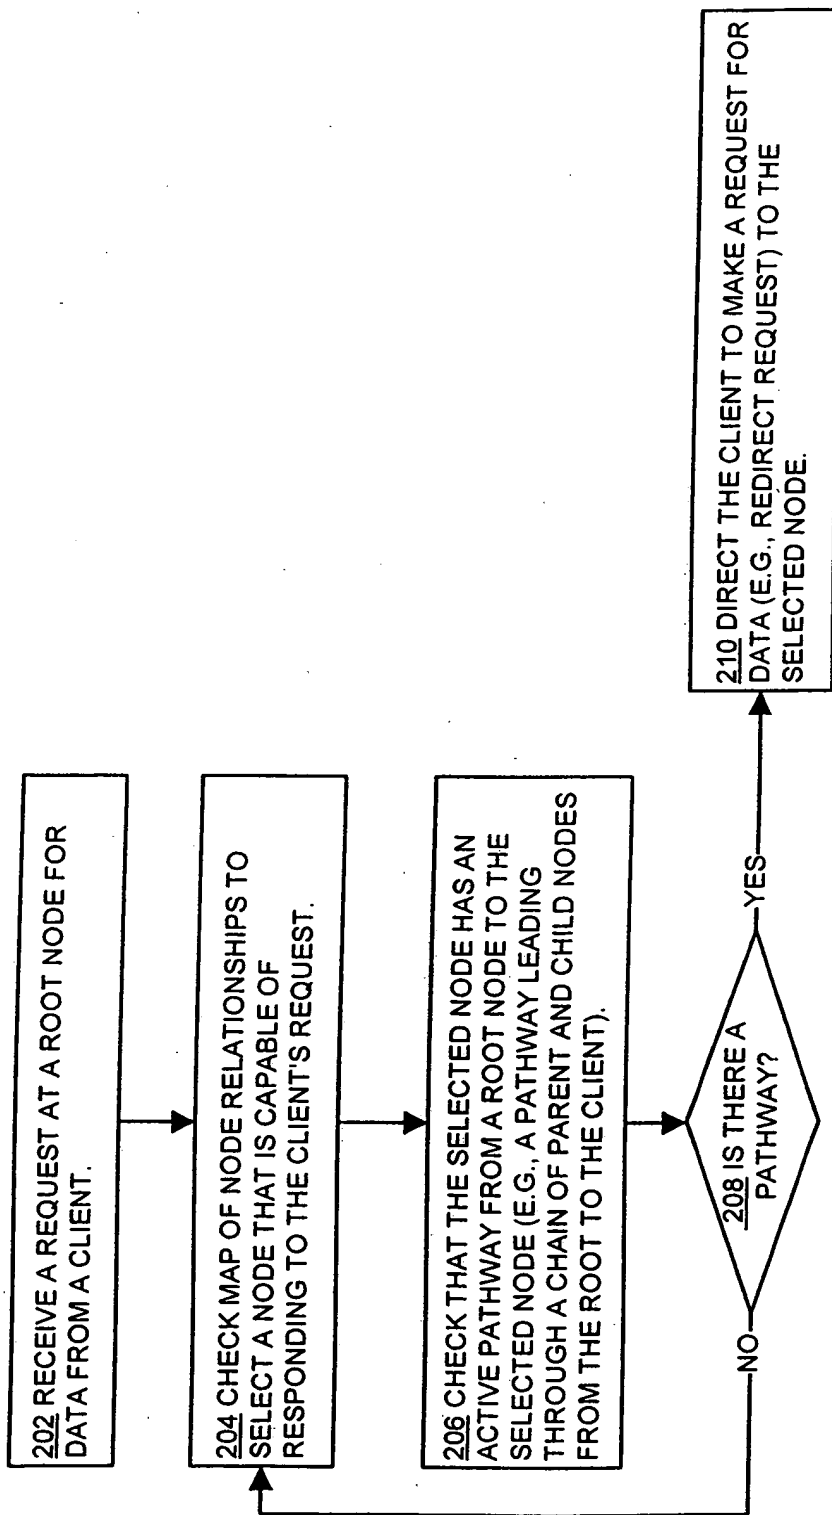 202 RECEIVE A REQUEST AT A ROOT NODE FOR
DATA FROM A CLIENT.
204 CHECK MAP OF NODE RELATIONSHIPS TO
SELECT A NODE THAT IS CAPABLE OF
RESPONDING TO THE CLIENT'S REQUEST.
206 CHECK THAT THE SELECTED NODE HAS AN
ACTIVE PATHWAY FROM A ROOT NODE TO THE
SELECTED NODE (E.G., A PATHWAY LEADING
THROUGH A CHAIN OF PARENT AND CHILD NODES
FROM THE ROOT TO THE CLIENT).
208 IS THERE A
PATHWAY?
NO
YES
210 DIRECT THE CLIENT TO MAKE A REQUEST FOR
DATA (E.G., REDIRECT REQUEST) TO THE
SELECTED NODE.